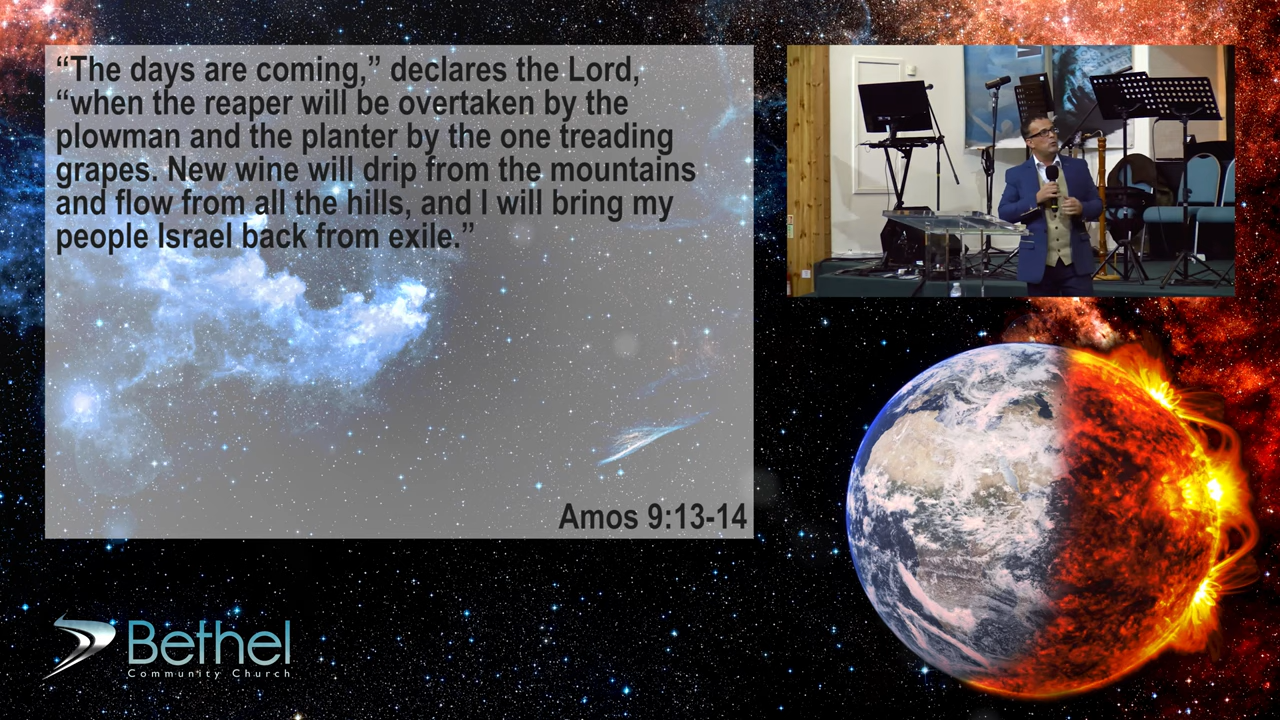 “The days are coming,” declares the Lord,
“when the reaper will be overtaken by the
plowman and the planter by the one treading
grapes. New wine will drip from the mountains
and flow from all the hills, and I will bring my
people Israel back from exile.”
Amos 9:13-14
Bethel
Community Church